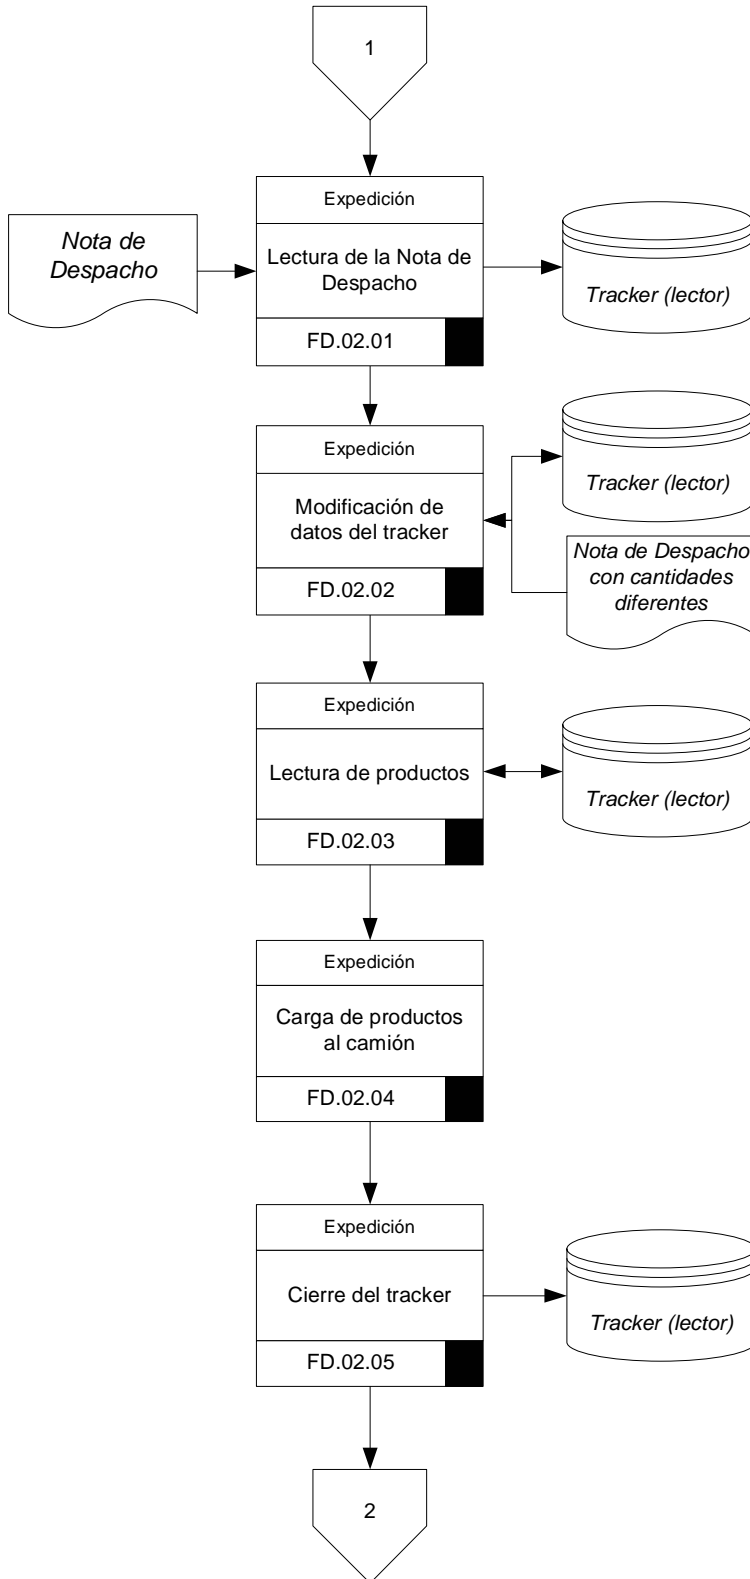 1
Expedición
Nota de
Despacho
Lectura de la Nota de
Despacho
Tracker (lector)
FD.02.01
Expedición
Modificación de
datos del tracker
Tracker (lector)
Nota de Despacho
con cantidades
diferentes
FD.02.02
Expedición
Lectura de productos
Tracker (lector)
FD.02.03
Expedición
Carga de productos
al camión
FD.02.04
Expedición
Cierre del tracker
Tracker (lector)
FD.02.05
2